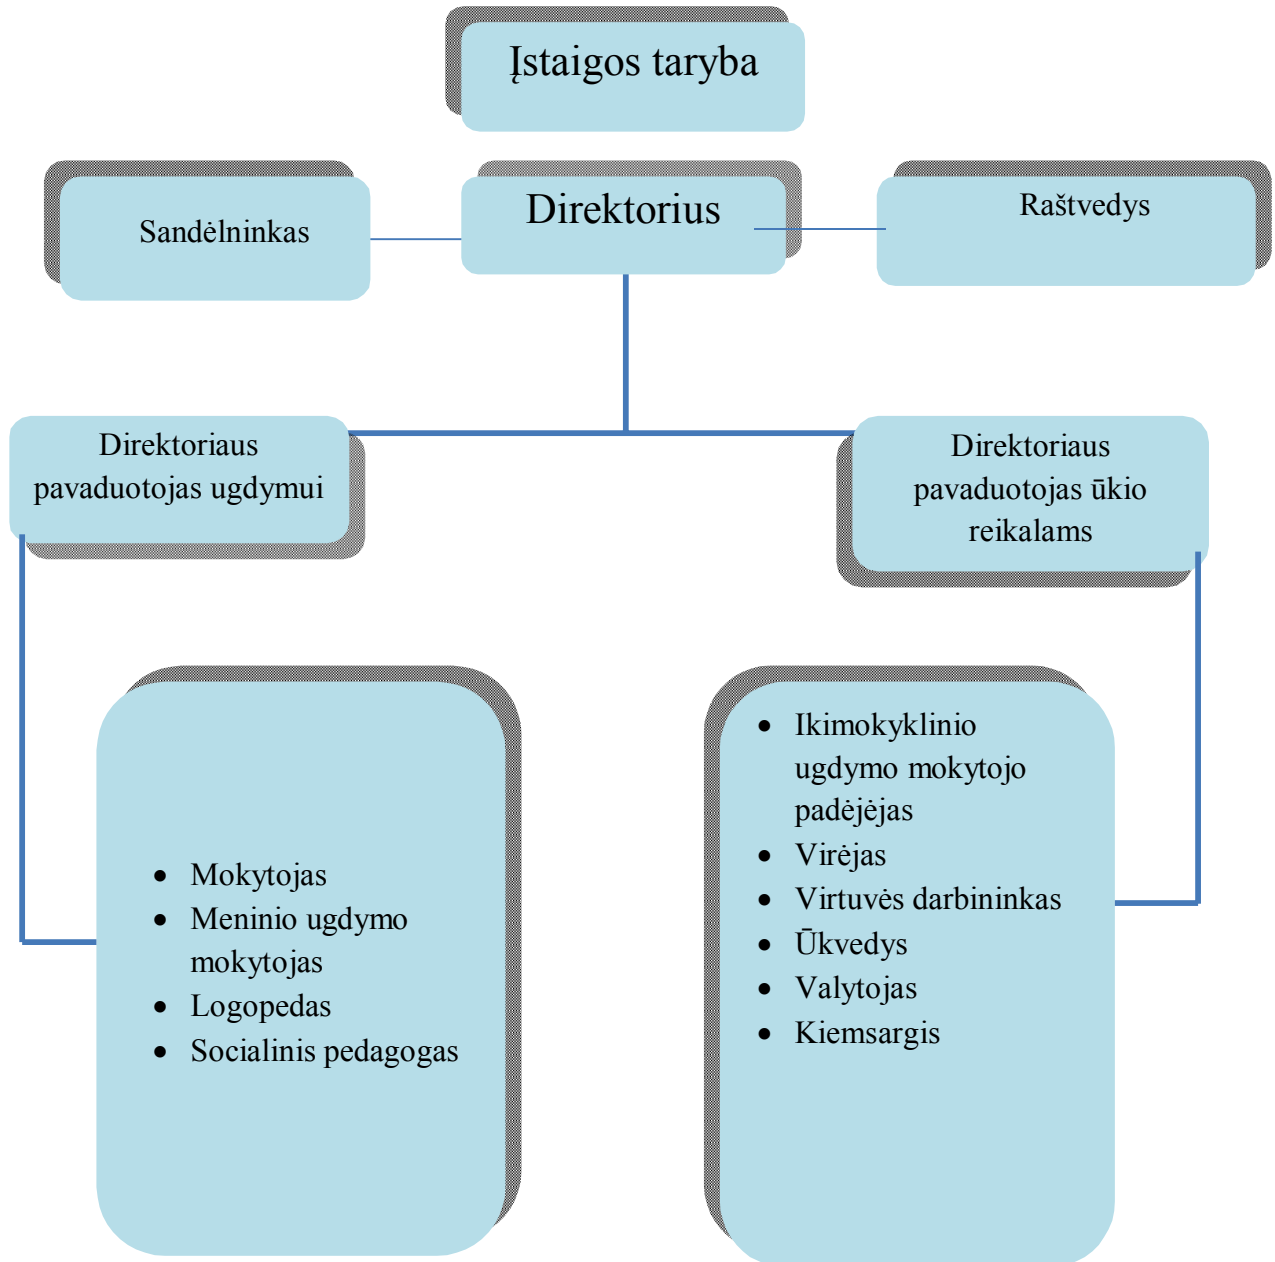 Įstaigos taryba
Sandėlninkas
Direktorius
Raštvedys
Direktoriaus
pavaduotojas ugdymui
Direktoriaus
pavaduotojas ūkio
reikalams
• Mokytojas
• Meninio ugdymo
mokytojas
• Logopedas
• Socialinis pedagogas
• Ikimokyklinio
ugdymo mokytojo
padėjėjas
• Virėjas
• Virtuvės darbininkas
• Ūkvedys
• Valytojas
• Kiemsargis